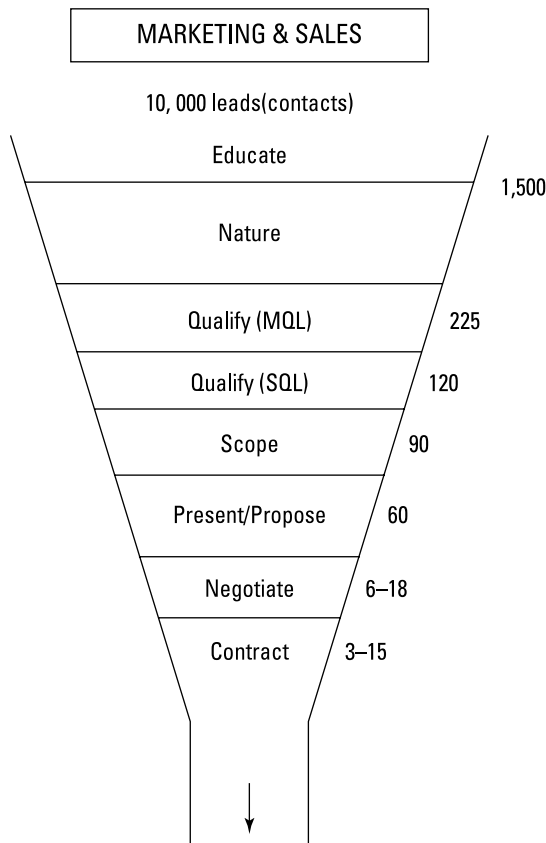 MARKETING & SALES
10, 000 leads(contacts)
Educate
1,500
Nature
Qualify (MQL)
225
Qualify (SQL)
120
Scope
90
Present/Propose
60
Negotiate
6–18
Contract
3–15